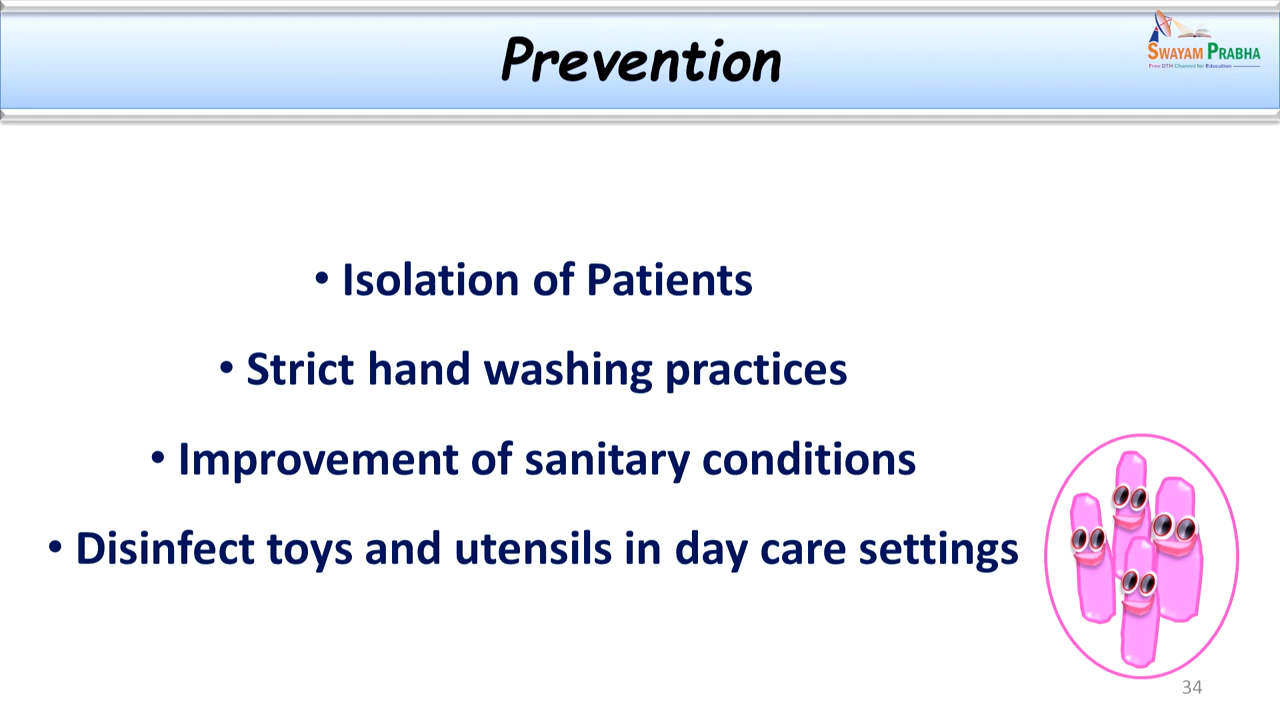 Prevention
SWAYAM PRABHA
Free DTH Channel for Education
• Isolation of Patients
• Strict hand washing practices
• Improvement of sanitary conditions
• Disinfect toys and utensils in day care settings
34